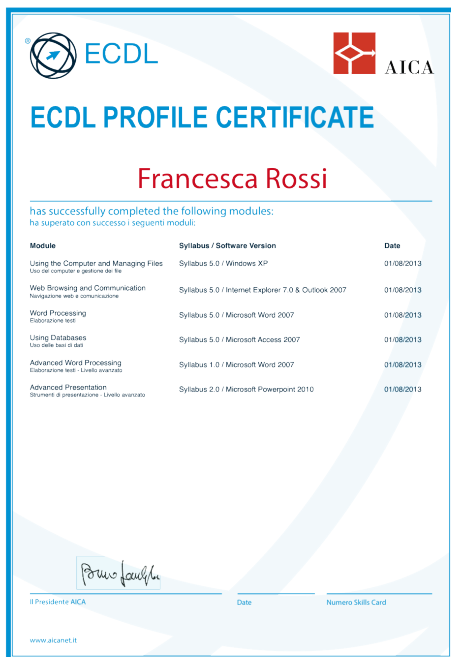 ® ECDL
AICA
ECDL PROFILE CERTIFICATE
Francesca Rossi
has successfully completed the following modules:
ha superato con successo i seguenti moduli:
Module Syllabus / Software Version Date
Using the Computer and Managing Files Syllabus 5.0 / Windows XP 01/08/2013
Uso del computer e gestione dei file
Web Browsing and Communication Syllabus 5.0 / Internet Explorer 7.0 & Outlook 2007 01/08/2013
Navigazione web e comunicazione
Word Processing Syllabus 5.0 / Microsoft Word 2007 01/08/2013
Elaborazione testi
Using Databases Syllabus 5.0 / Microsoft Access 2007 01/08/2013
Uso delle basi di dati
Advanced Word Processing Syllabus 1.0 / Microsoft Word 2007 01/08/2013
Elaborazione testi - Livello avanzato
Advanced Presentation Syllabus 2.0 / Microsoft Powerpoint 2010 01/08/2013
Strumenti di presentazione - Livello avanzato
Il Presidente AICA Date Numero Skills Card
www.aicanet.it